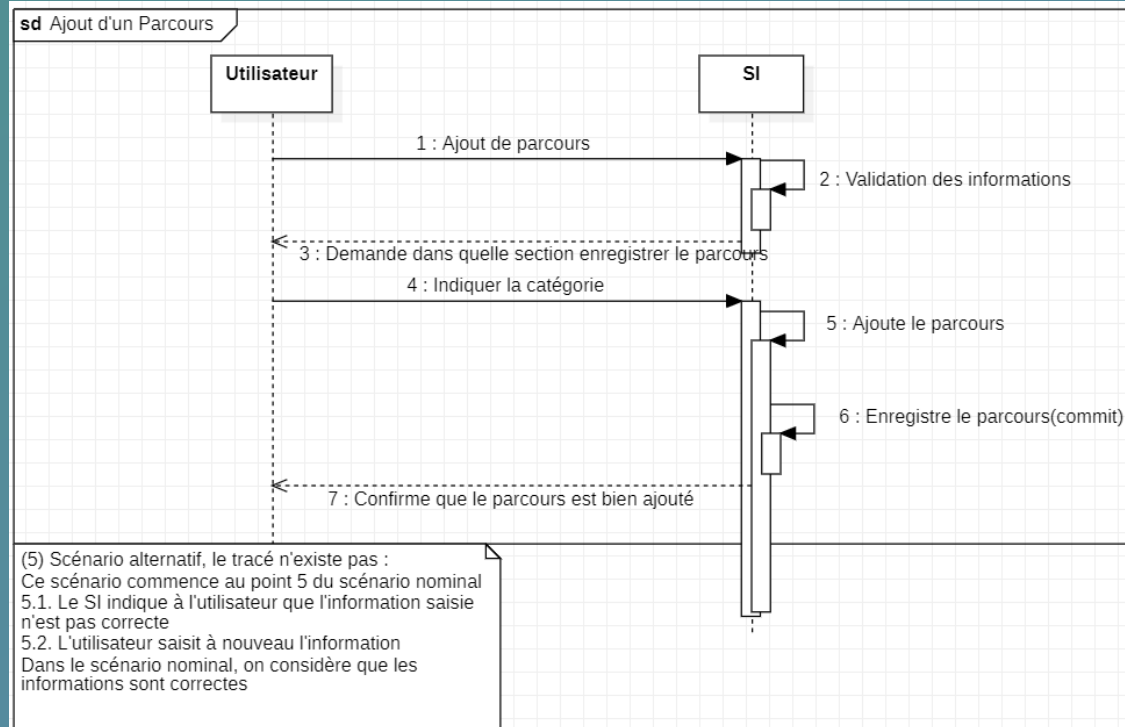 sd Ajout d'un Parcours
Utilisateur
SI
1 : Ajout de parcours
2 : Validation des informations
3 : Demande dans quelle section enregistrer le parcours
4 : Indiquer la catégorie
5 : Ajoute le parcours
6 : Enregistre le parcours(commit)
7 : Confirme que le parcours est bien ajouté
(5) Scénario alternatif, le tracé n'existe pas :
Ce scénario commence au point 5 du scénario nominal
5.1. Le SI indique à l'utilisateur que l'information saisie
n'est pas correcte
5.2. L'utilisateur saisit à nouveau l'information
Dans le scénario nominal, on considère que les
informations sont correctes